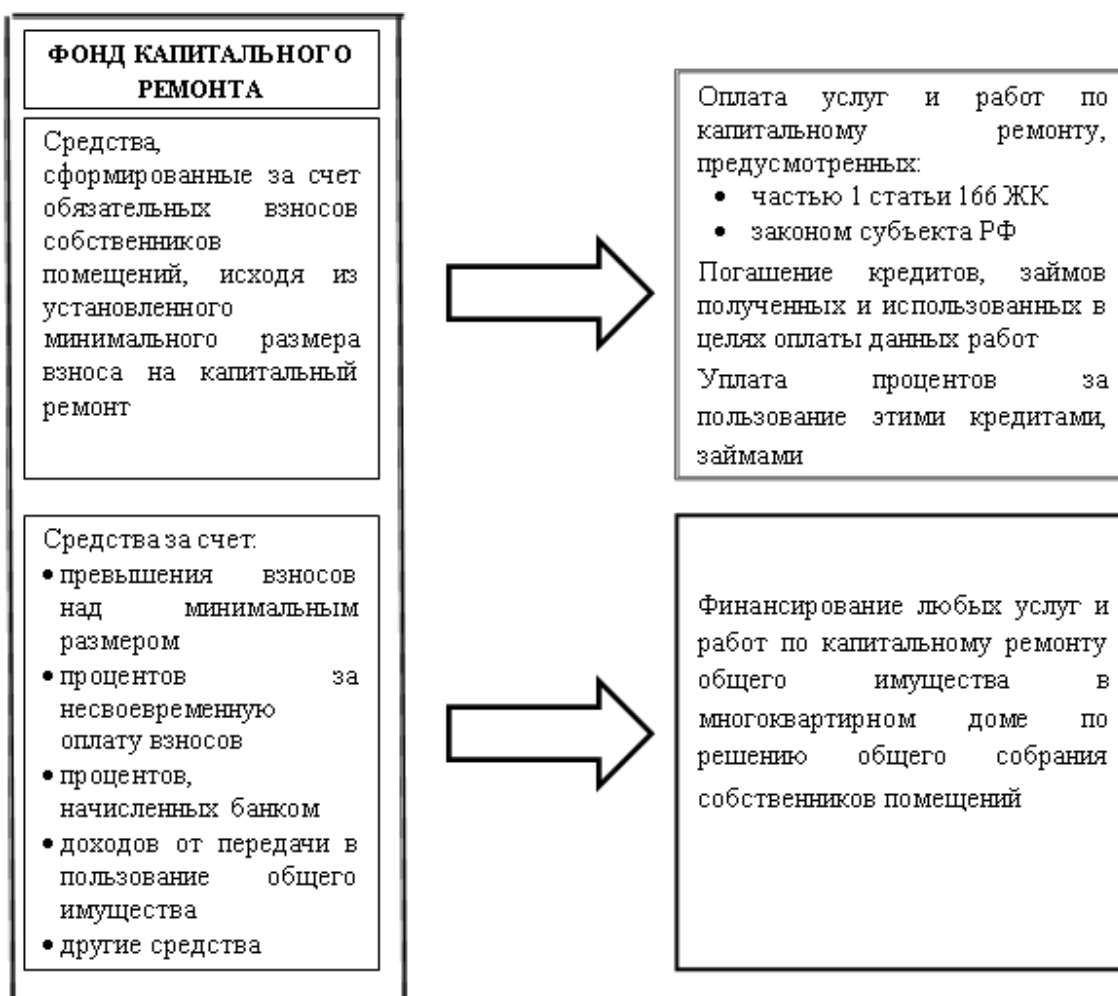 ФОНД КАПИТАЛЬНОГО
РЕМОНТА
Средства,
сформированные за счет
обязательных взносов
собственников
помещений, исходя из
установленного
минимального размера
взноса на капитальный
ремонт
Средства за счет:
• превышения взносов
над минимальным
размером
• процентов за
несвоевременную
оплату взносов
• процентов,
начисленных банком
• доходов от передачи в
пользование общего
имущества
• другие средства
Оплата услуг и работ по
капитальному ремонту,
предусмотренных:
• частью 1 статьи 166 ЖК
• законом субъекта РФ
Погашение кредитов, займов
полученных и использованных в
целях оплаты данных работ
Уплата процентов за
пользование этими кредитами,
займами
Финансирование любых услуг и
работ по капитальному ремонту
общего имущества в
многоквартирном доме по
решению общего собрания
собственников помещений